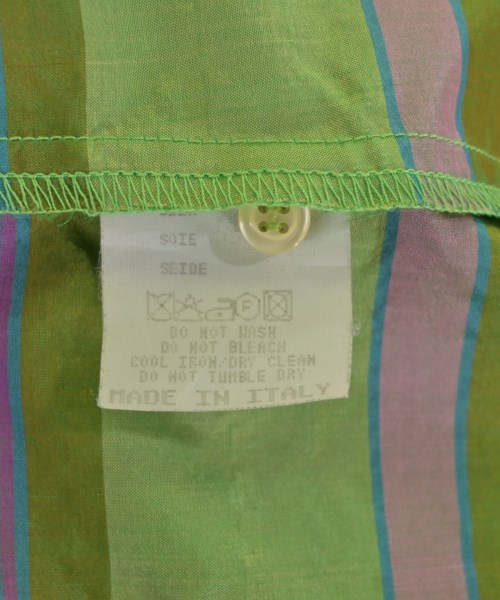 SOIE
SEIDE
DO NOT WASH
DO NOT BLEACH
COOL IRON/DRY CLEAN
DO NOT TUMBLE DRY
MADE IN ITALY